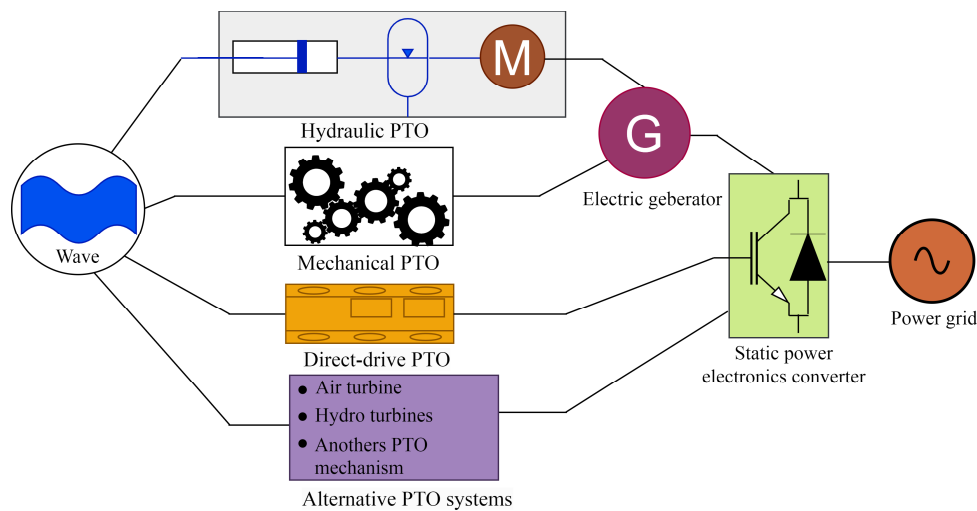 M
Hydraulic PTO
G
Electric geberator
Mechanical PTO
Wave
Power grid
Direct-drive PTO
Static power
electronics converter
Air turbine
Hydro turbines
Anothers PTO
mechanism
Alternative PTO systems